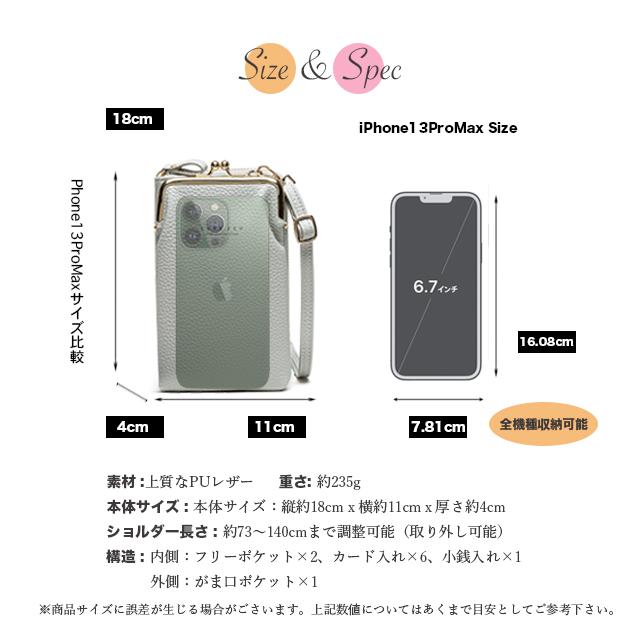 Size & Spec
18cm
iPhone13ProMax Size
Phone13ProMaxサイズ比較
6.7インチ
16.08cm
4cm
11cm
7.81cm
全機種収納可能
素材：上質なPUレザー　重さ：約235g
本体サイズ：本体サイズ：縦約18cm x 横約11cm x 厚さ約4cm
ショルダー長さ：約73〜140cmまで調整可能（取り外し可能）
構造：内側：フリーポケット×2、カード入れ×6、小銭入れ×1
外側：がま口ポケット×1
※商品サイズに誤差が生じる場合がございます。上記数値についてはあくまで目安としてご参考下さい。